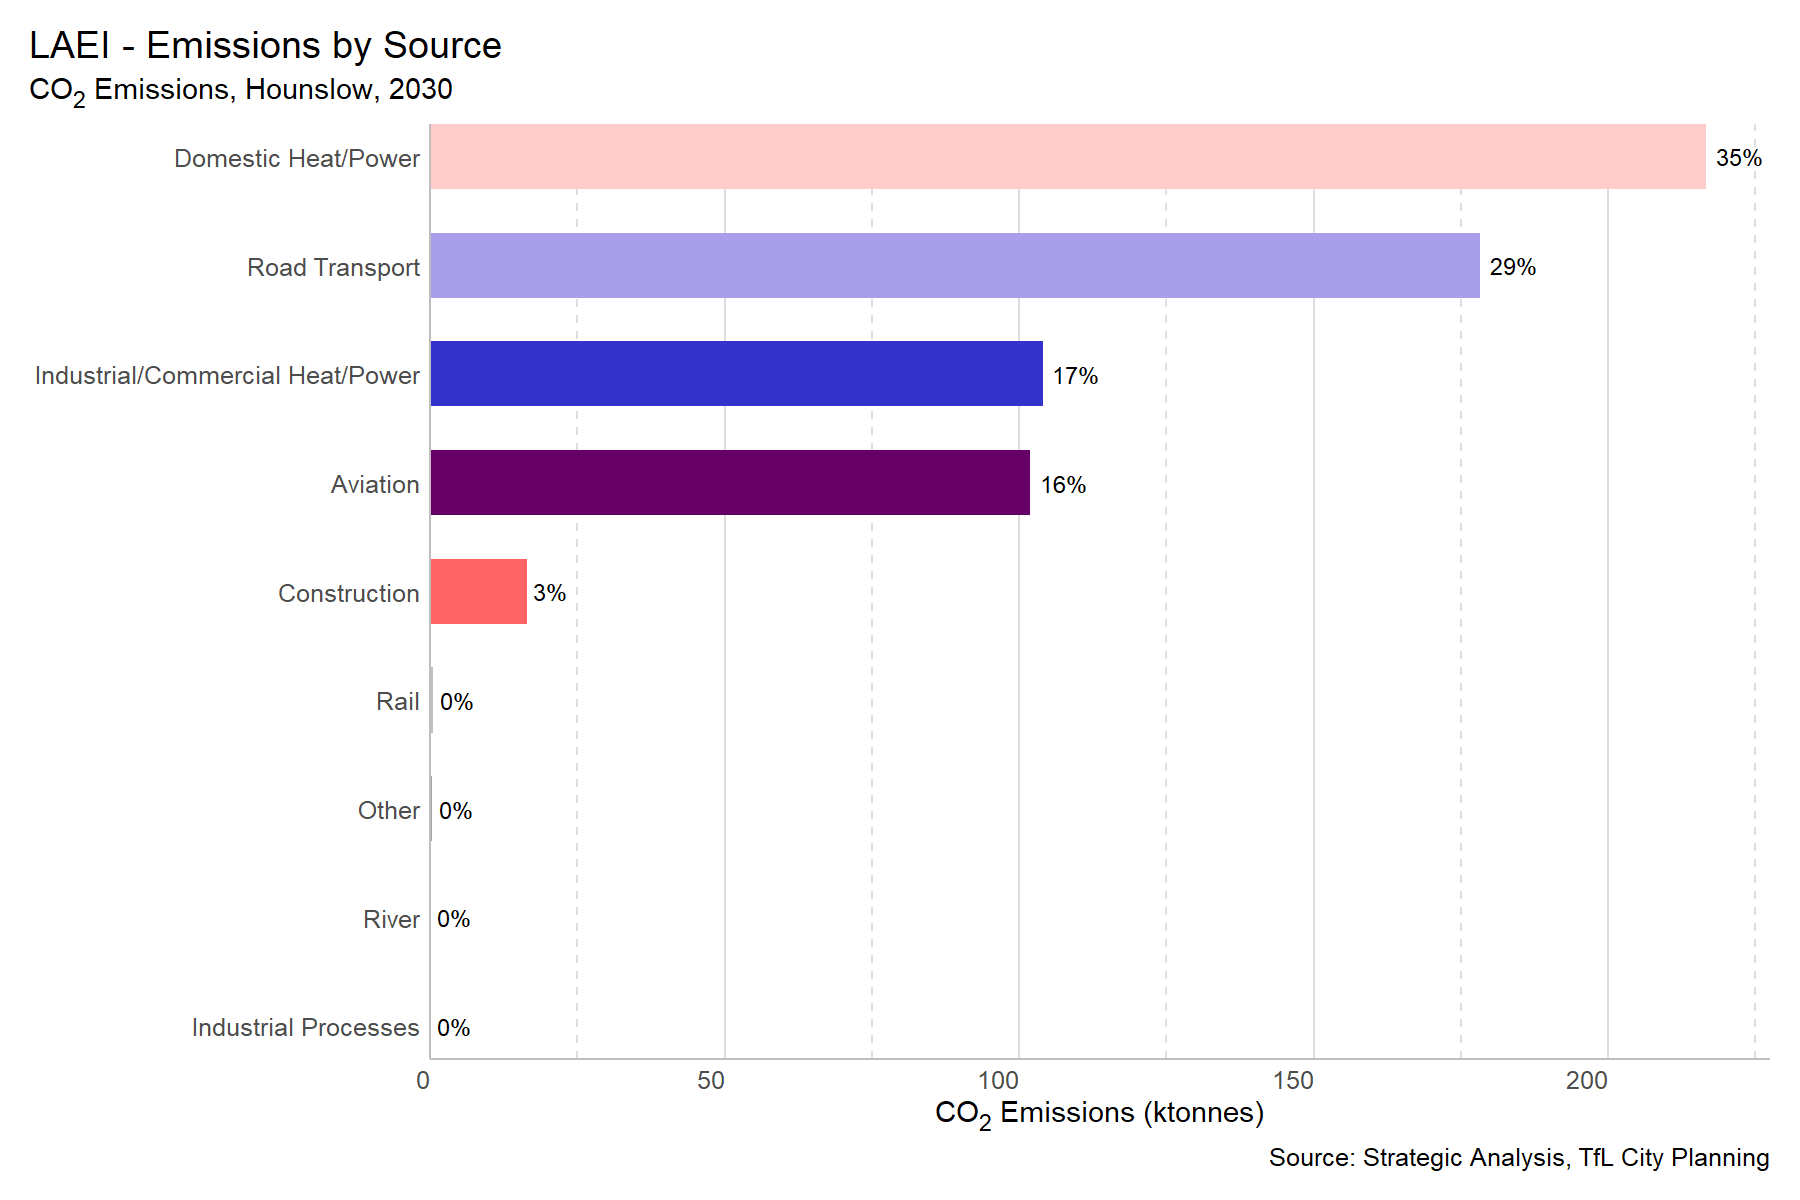 LAEI - Emissions by Source
CO₂ Emissions, Hounslow, 2030
Domestic Heat/Power 35%
Road Transport 29%
Industrial/Commercial Heat/Power 17%
Aviation 16%
Construction 3%
Rail 0%
Other 0%
River 0%
Industrial Processes 0%
0 50 100 150 200
CO₂ Emissions (ktonnes)
Source: Strategic Analysis, TfL City Planning